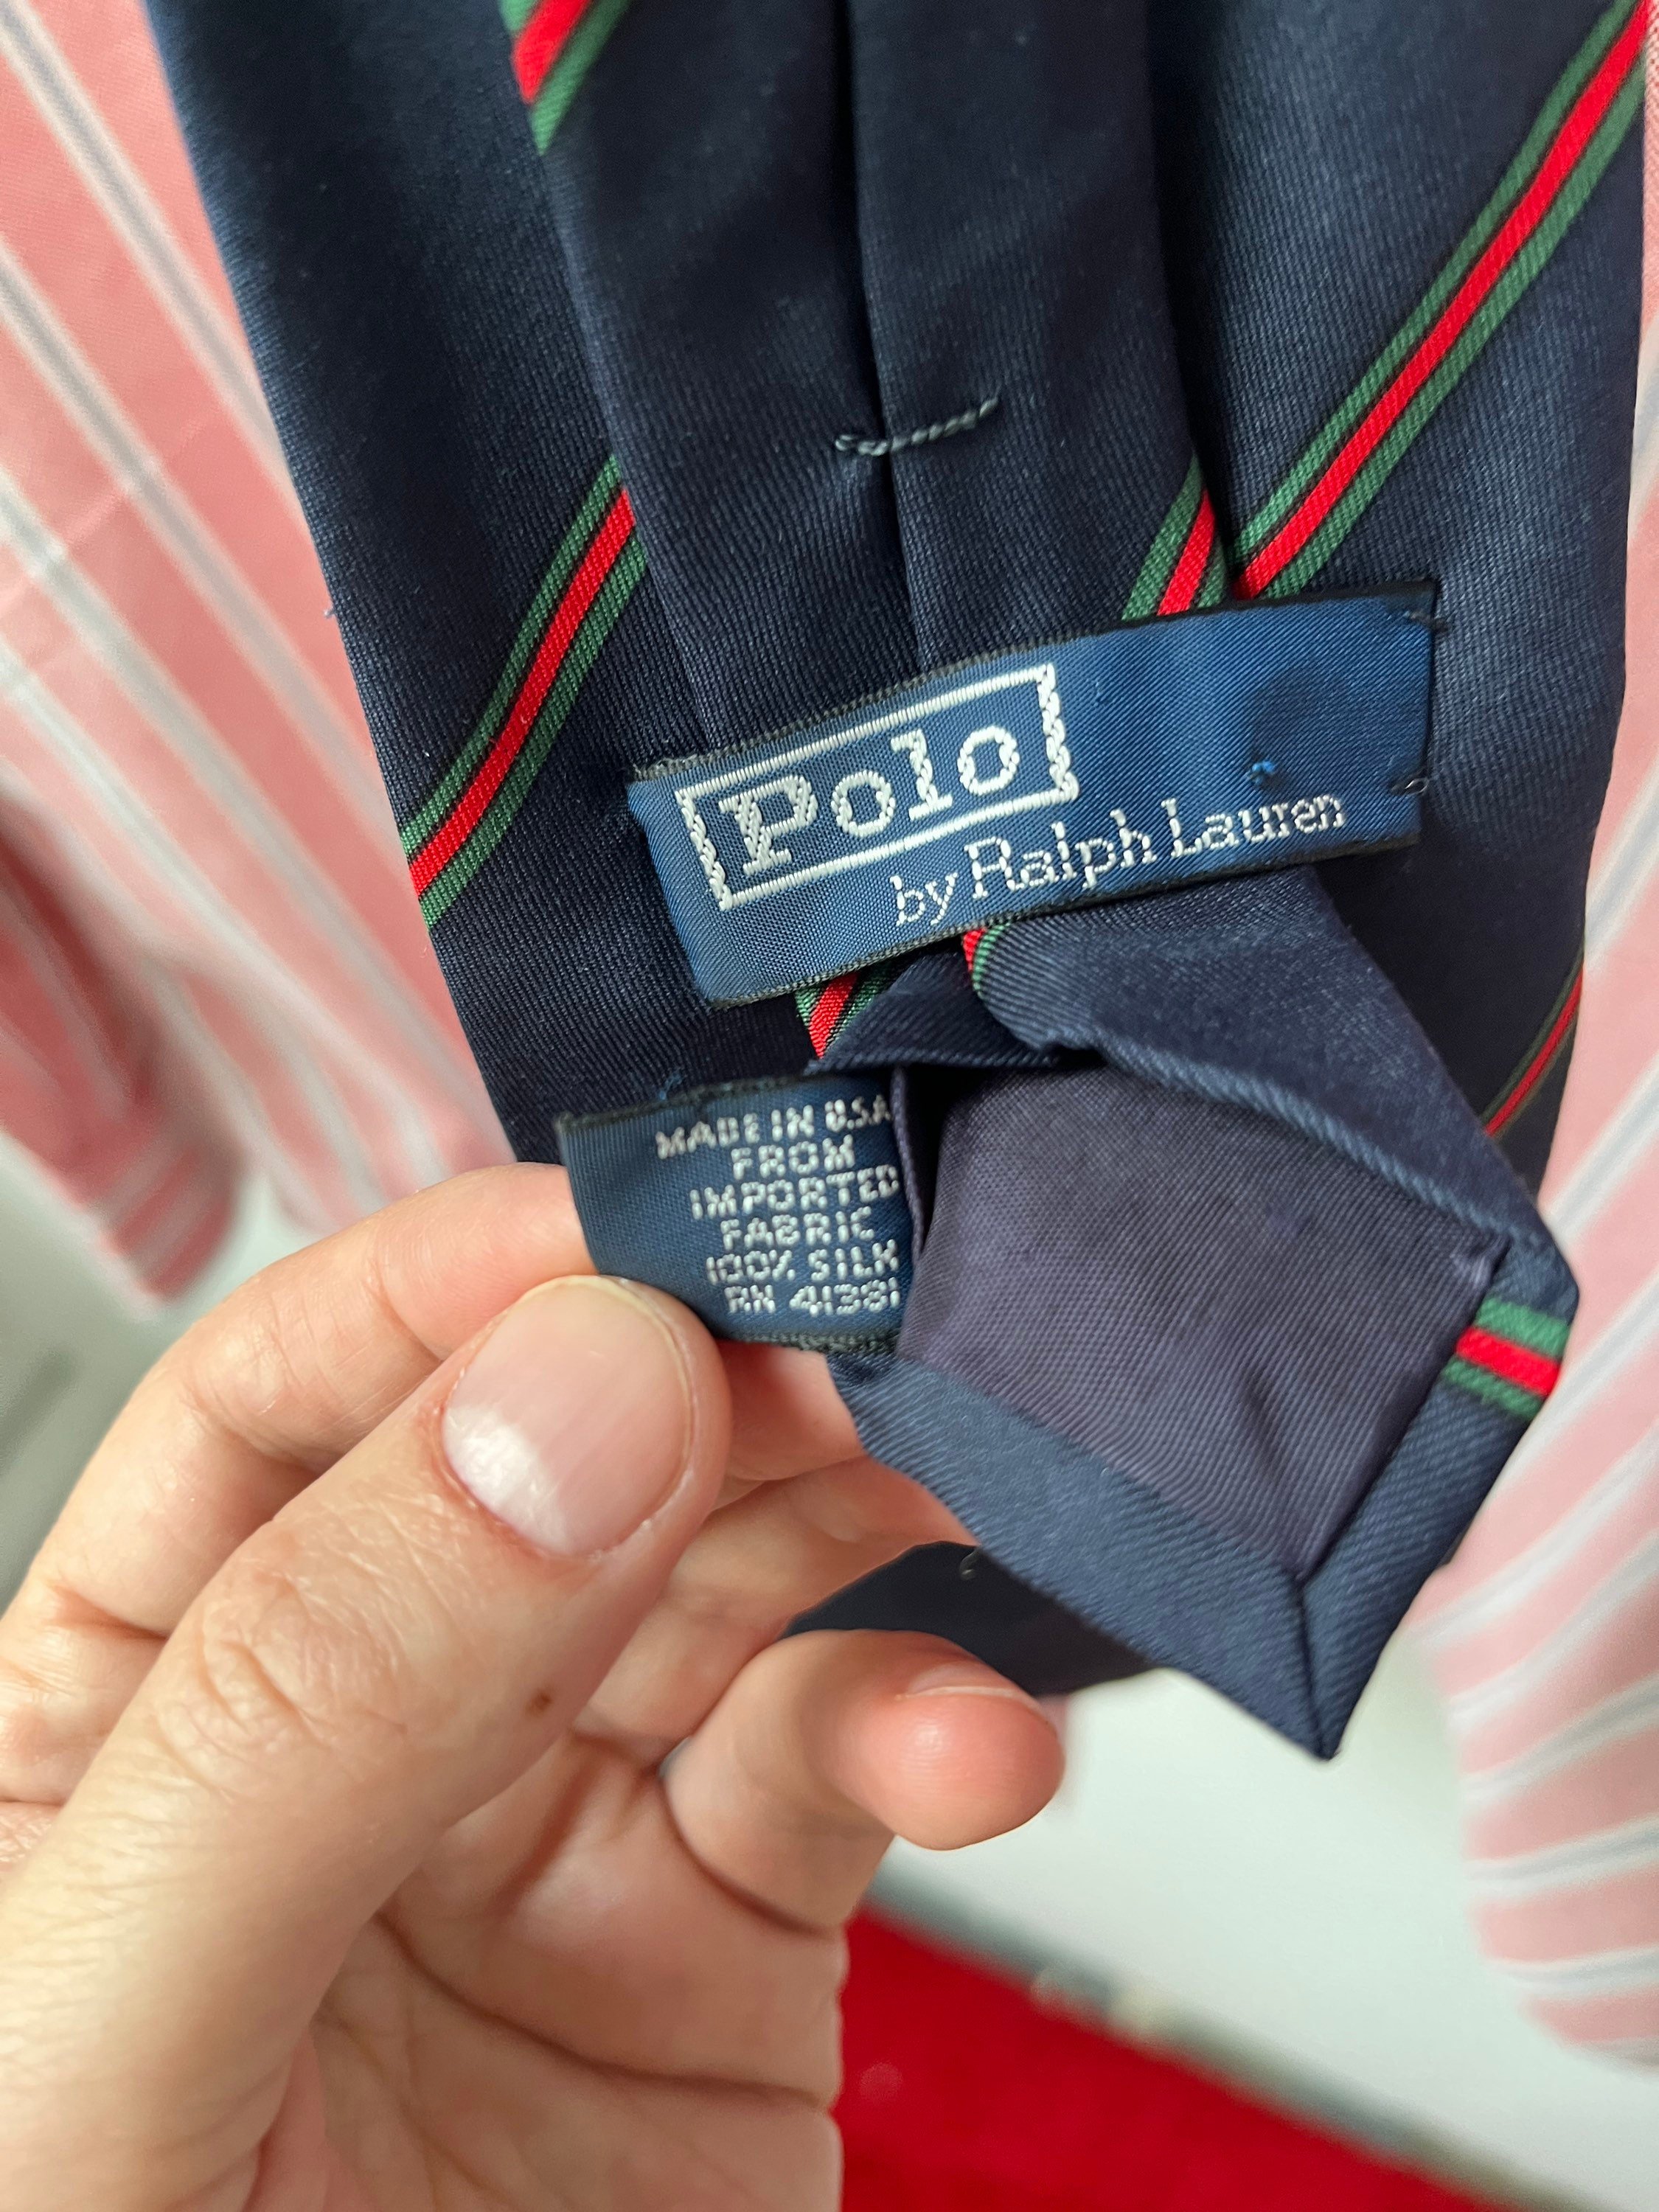 Polo
by Ralph Lauren
MADE IN U.S.A
FROM
IMPORTED
FABRIC
100% SILK
RN 41381